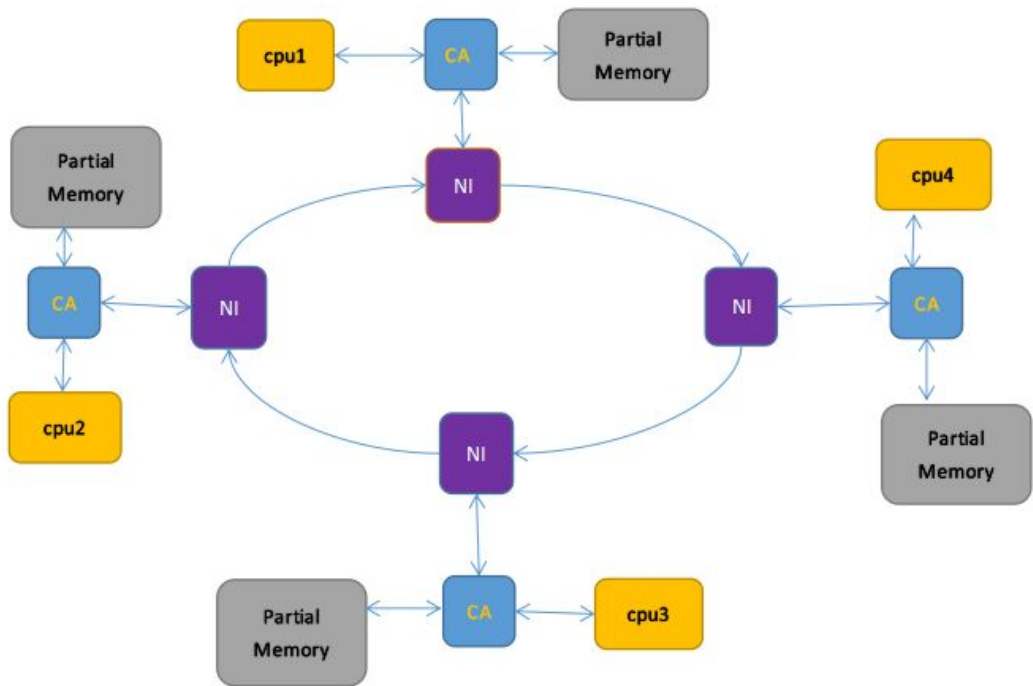 cpu1
CA
Partial
Memory
NI
Partial
Memory
cpu4
CA
NI
NI
CA
cpu2
NI
Partial
Memory
Partial
Memory
CA
cpu3